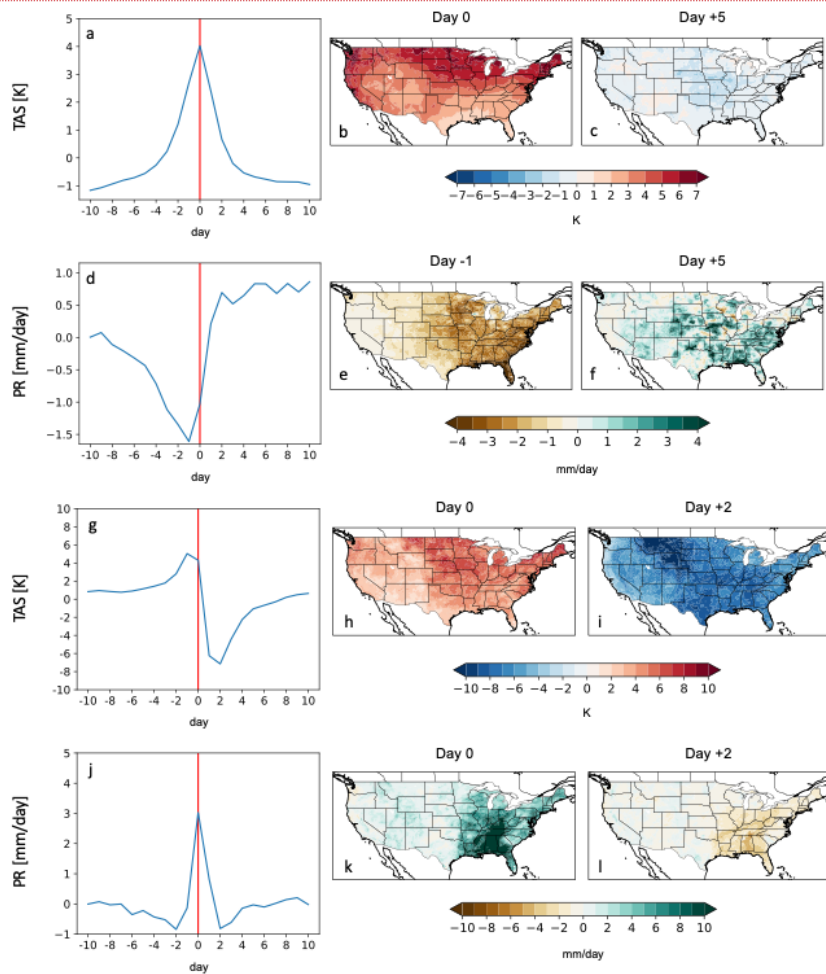 a
Day 0
Day +5
TAS [K]
5
4
3
2
1
0
−1
-10 -8 -6 -4 -2 0 2 4 6 8 10
day
b
c
−7−6−5−4−3−2−1 0 1 2 3 4 5 6 7
K
d
Day -1
Day +5
PR [mm/day]
1.0
0.5
0.0
−0.5
−1.0
−1.5
-10 -8 -6 -4 -2 0 2 4 6 8 10
day
e
f
−4 −3 −2 −1 0 1 2 3 4
mm/day
g
Day 0
Day +2
TAS [K]
10
8
6
4
2
0
-2
-4
-6
-8
-10
-10 -8 -6 -4 -2 0 2 4 6 8 10
day
h
i
−10 −8 −6 −4 −2 0 2 4 6 8 10
K
j
Day 0
Day +2
PR [mm/day]
5
4
3
2
1
0
−1
-10 -8 -6 -4 -2 0 2 4 6 8 10
day
k
l
−10 −8 −6 −4 −2 0 2 4 6 8 10
mm/day